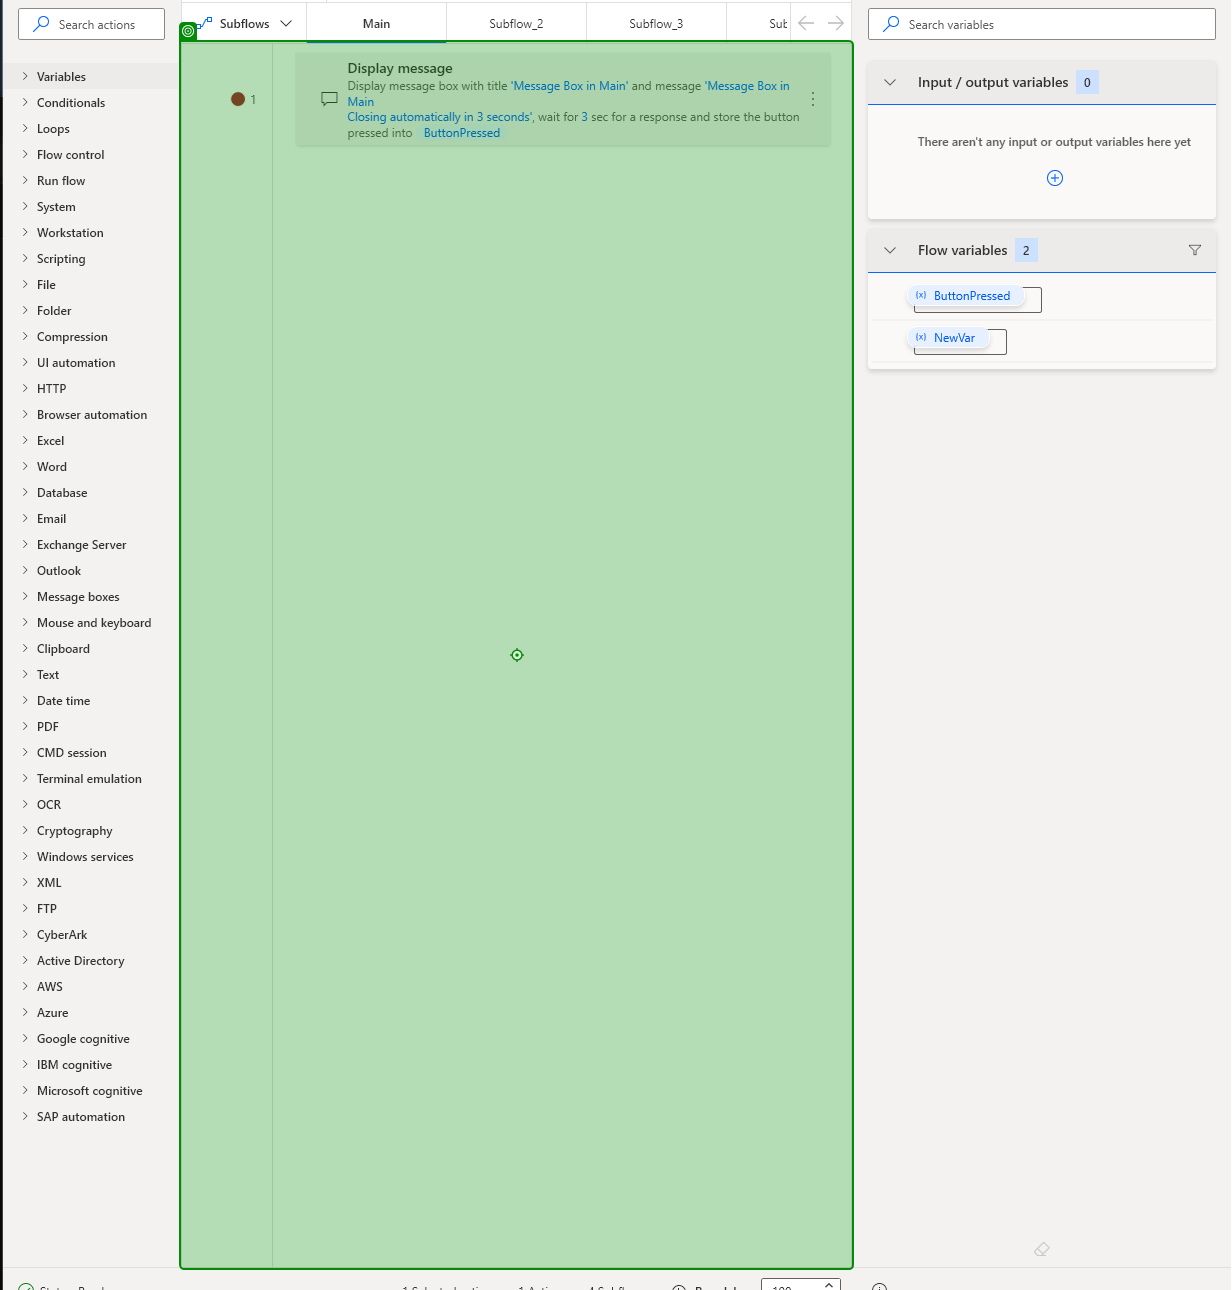 Search actions
Variables
Conditionals
Loops
Flow control
Run flow
System
Workstation
Scripting
File
Folder
Compression
UI automation
HTTP
Browser automation
Excel
Word
Database
Email
Exchange Server
Outlook
Message boxes
Mouse and keyboard
Clipboard
Text
Date time
PDF
CMD session
Terminal emulation
OCR
Cryptography
Windows services
XML
FTP
CyberArk
Active Directory
AWS
Azure
Google cognitive
IBM cognitive
Microsoft cognitive
SAP automation
Subflows
Main
Subflow_2
Subflow_3
1
Display message
Display message box with title 'Message Box in Main' and message 'Message Box in
Main
Closing automatically in 3 seconds', wait for 3 sec for a response and store the button
pressed into ButtonPressed
Search variables
Input / output variables 0
There aren't any input or output variables here yet
Flow variables 2
(x) ButtonPressed
(x) NewVar